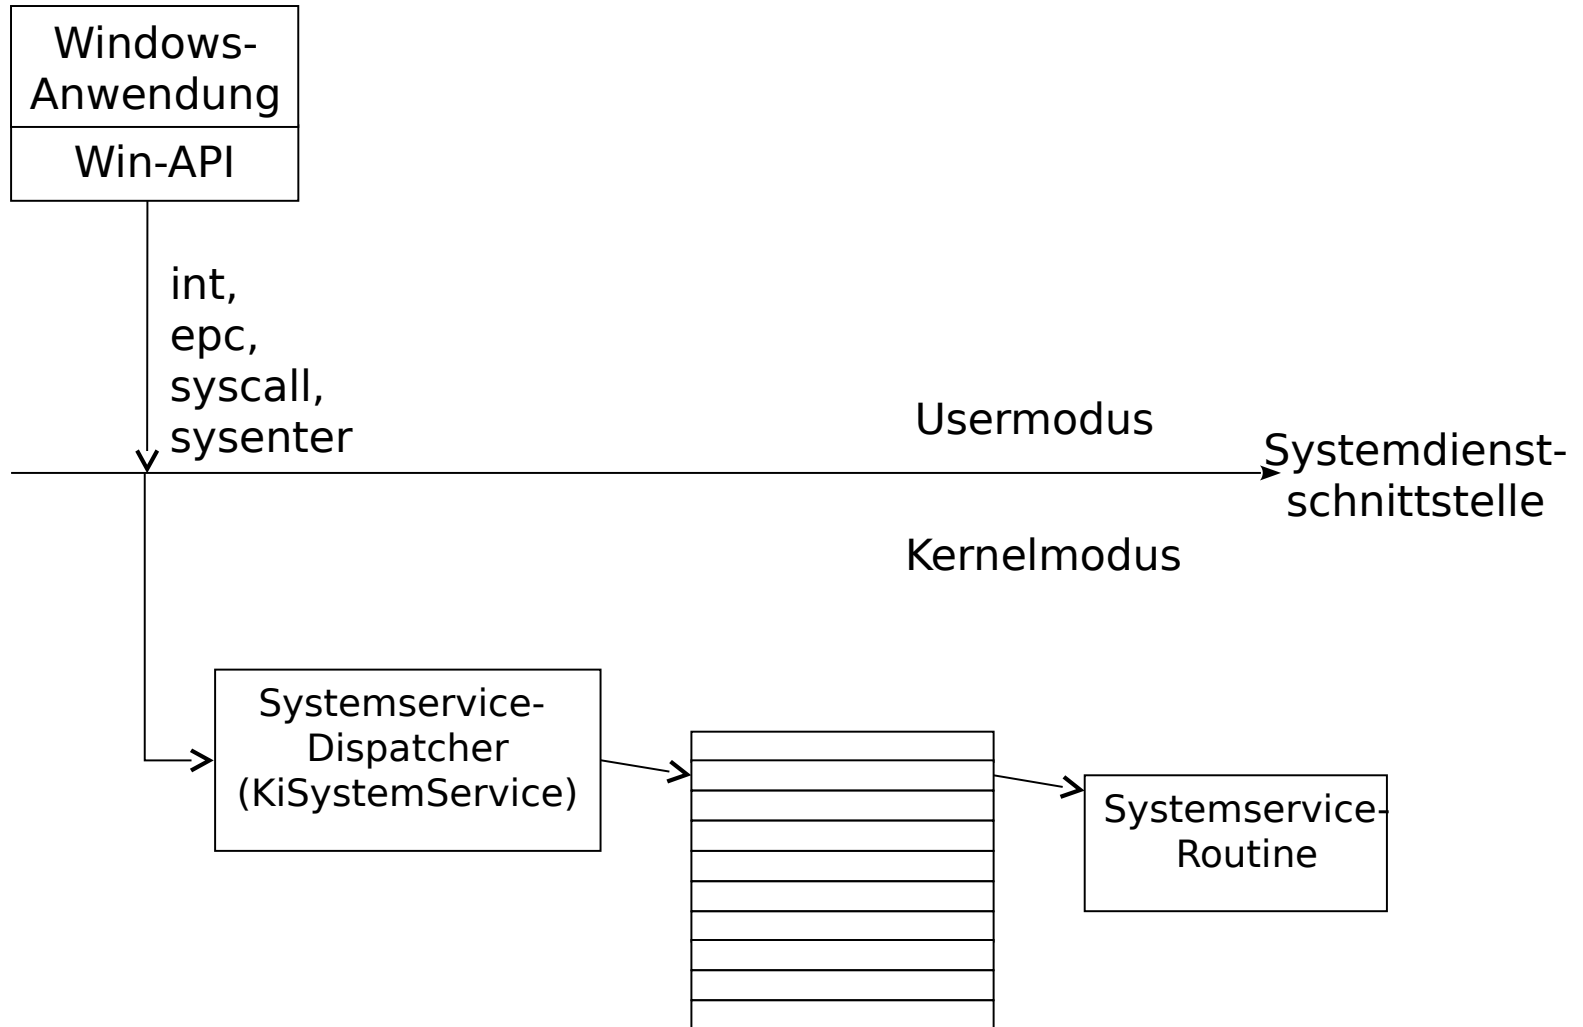 Windows-
Anwendung
Win-API
int,
epc,
syscall,
sysenter
Usermodus
Systemdienst-
schnittstelle
Kernelmodus
Systemservice-
Dispatcher
(KiSystemService)
Systemservice-
Routine